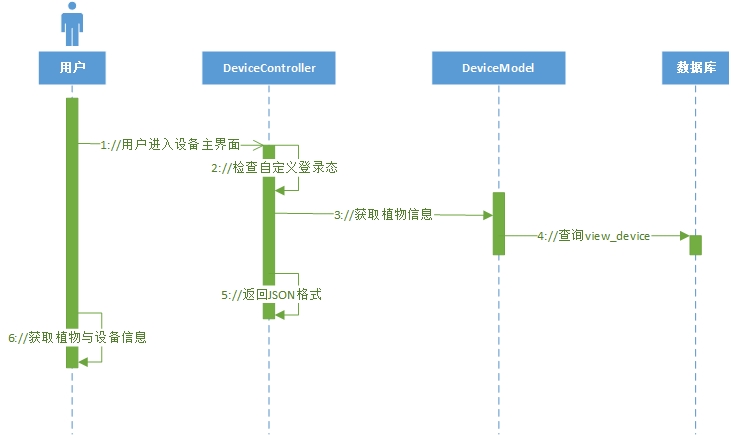 用户
DeviceController
DeviceModel
数据库
1://用户进入设备主界面
2://检查自定义登录态
3://获取植物信息
4://查询view_device
5://返回JSON格式
6://获取植物与设备信息